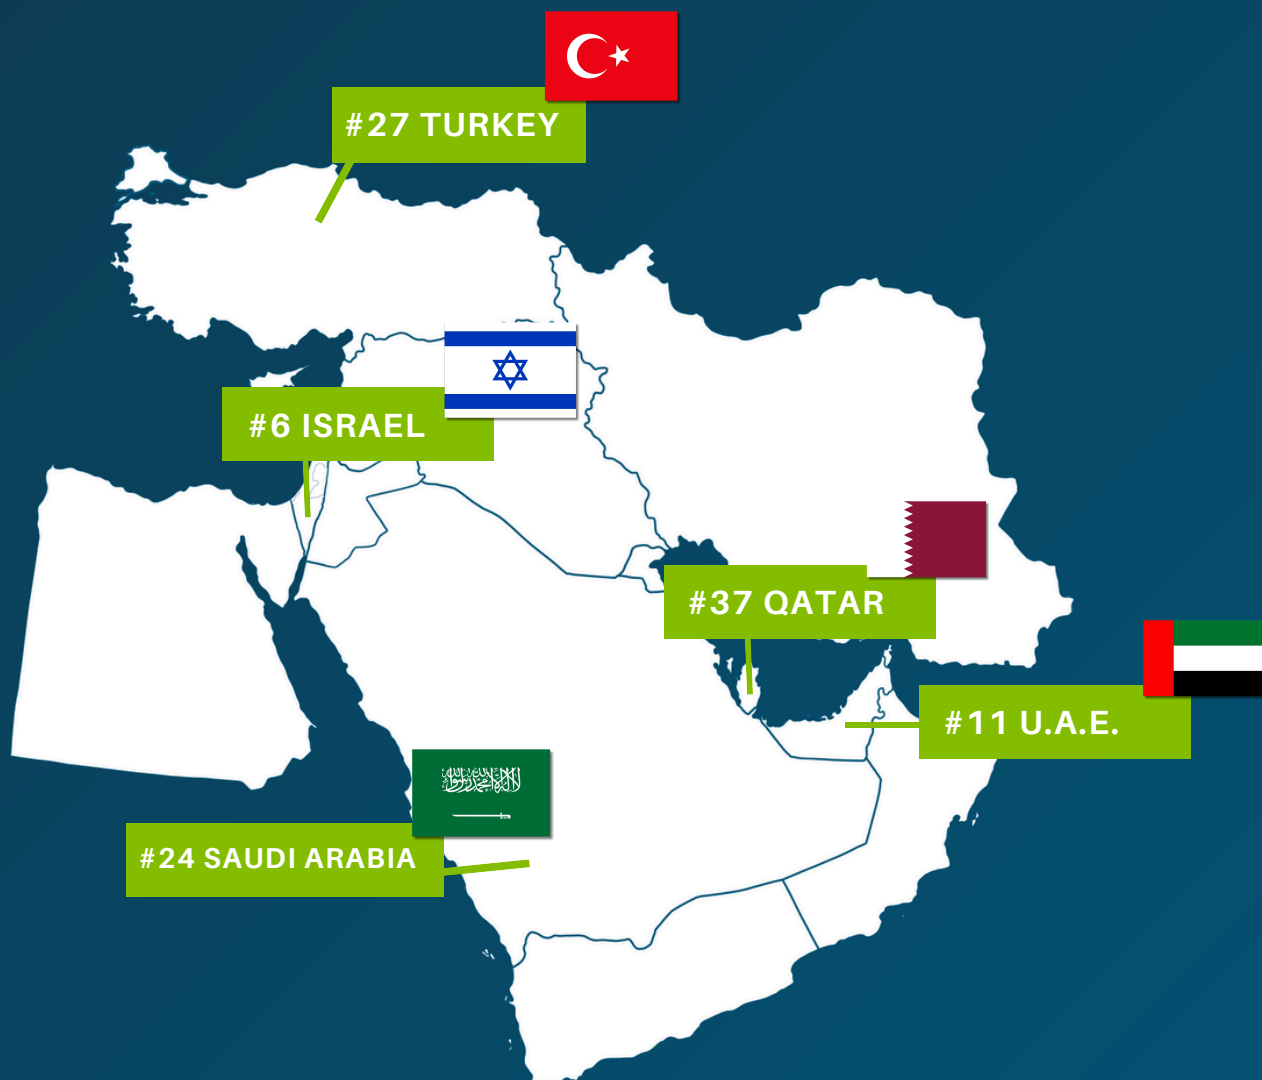 #27 TURKEY
#6 ISRAEL
#37 QATAR
#11 U.A.E.
#24 SAUDI ARABIA